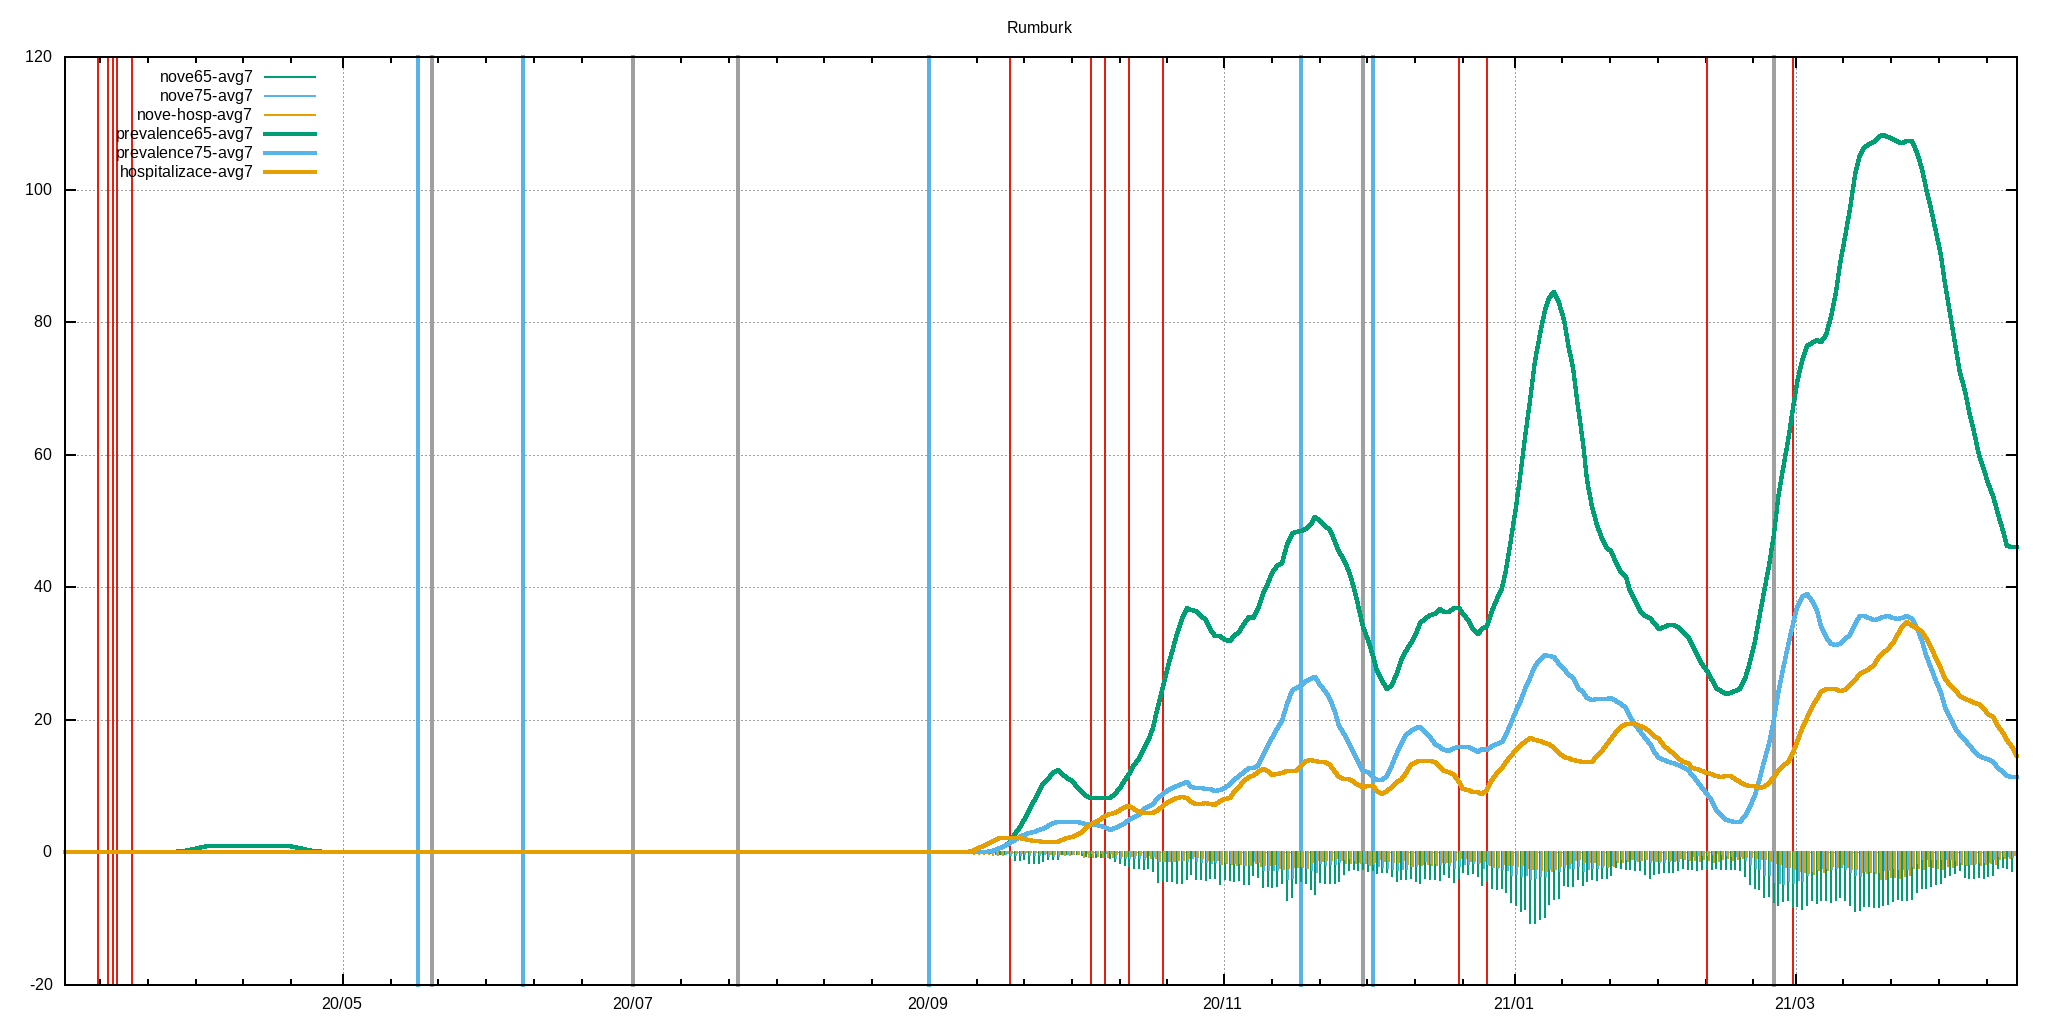 Rumburk
nove65-avg7
nove75-avg7
nove-hosp-avg7
prevalence65-avg7
prevalence75-avg7
hospitalizace-avg7
120
100
80
60
40
20
0
-20
20/05 20/07 20/09 20/11 21/01 21/03